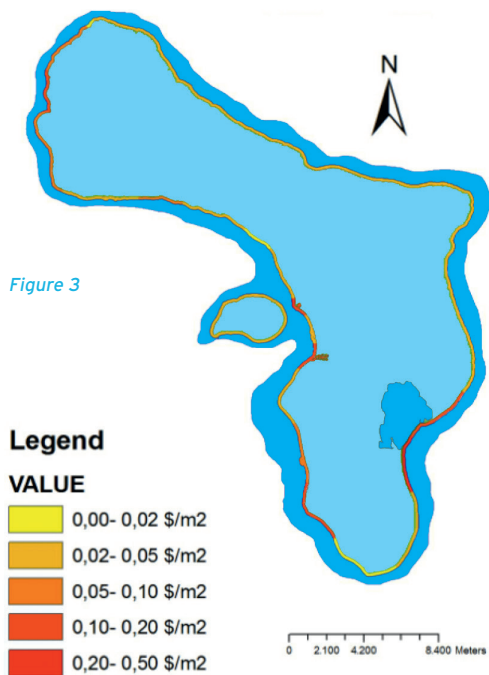 N
Figure 3
Legend
VALUE
0,00- 0,02 $/m2
0,02- 0,05 $/m2
0,05- 0,10 $/m2
0,10- 0,20 $/m2
0,20- 0,50 $/m2
0 2.100 4.200 8.400 Meters